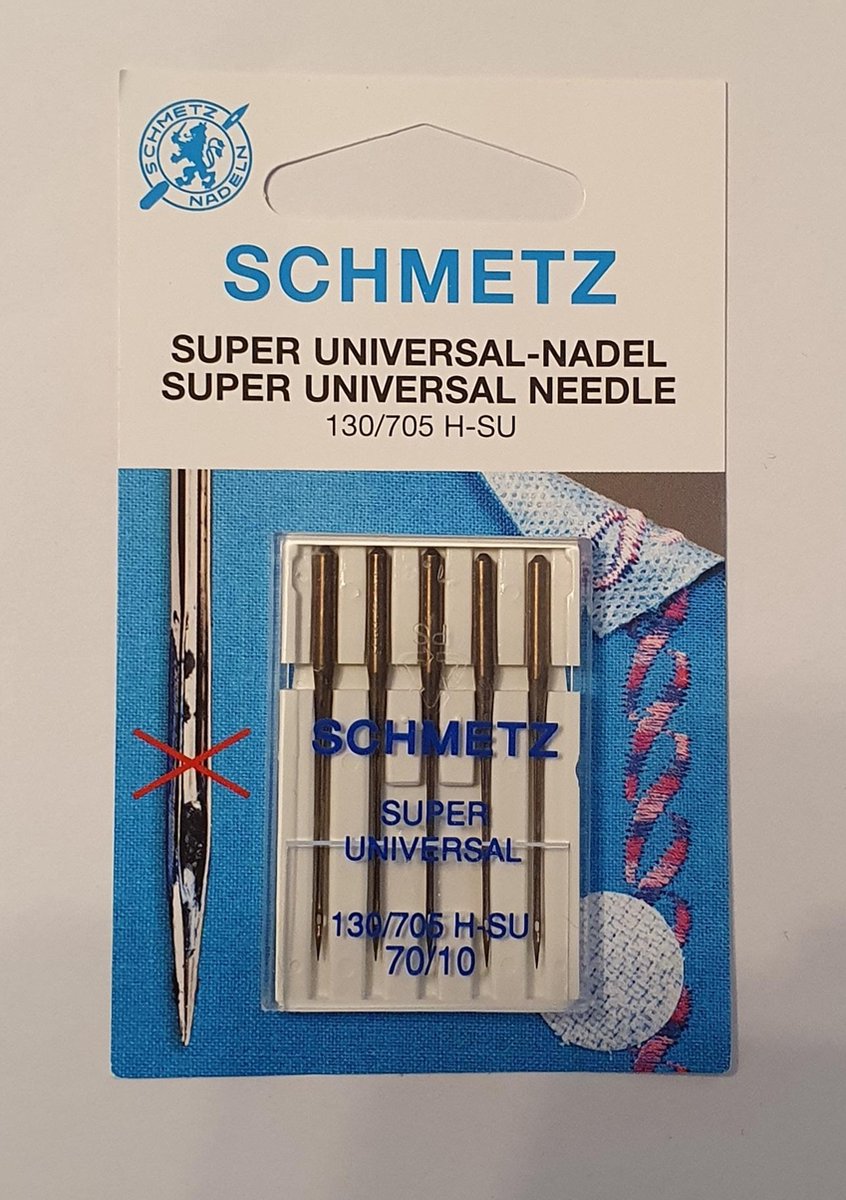 SCHMETZ
NADELN
SCHMETZ
SUPER UNIVERSAL-NADEL
SUPER UNIVERSAL NEEDLE
130/705 H-SU
SCHMETZ
SUPER
UNIVERSAL
130/705 H-SU
70/10